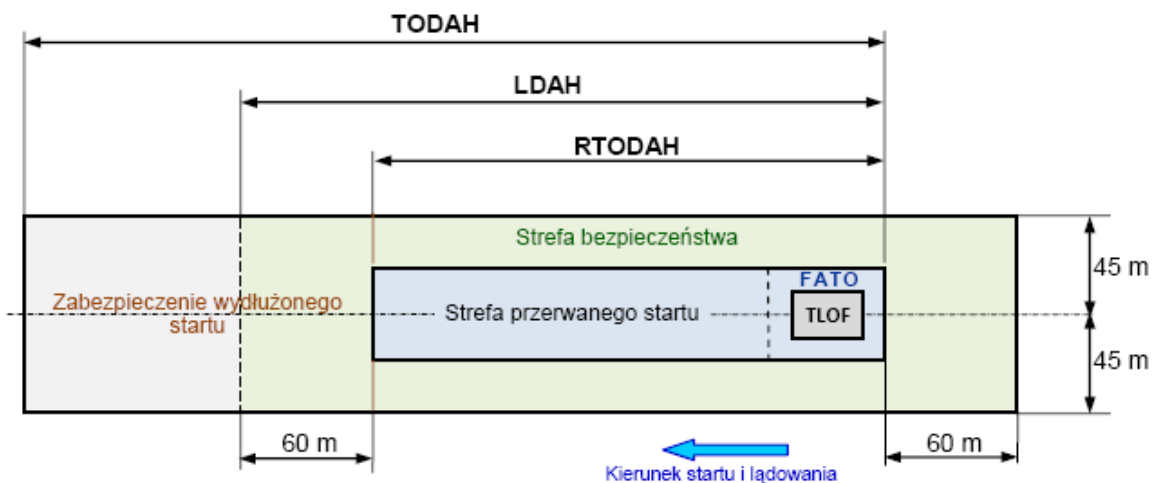 TODAH
LDAH
RTODAH
Strefa bezpieczeństwa
45 m
FATO
Zabezpieczenie wydłużonego
startu
Strefa przerwanego startu
TLOF
45 m
60 m
60 m
Kierunek startu i lądowania